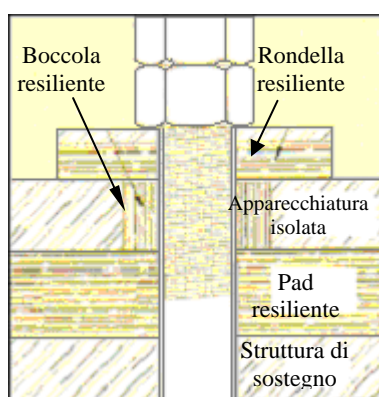 Boccola
resiliente
Rondella
resiliente
Apparecchiatura
isolata
Pad
resiliente
Struttura di
sostegno